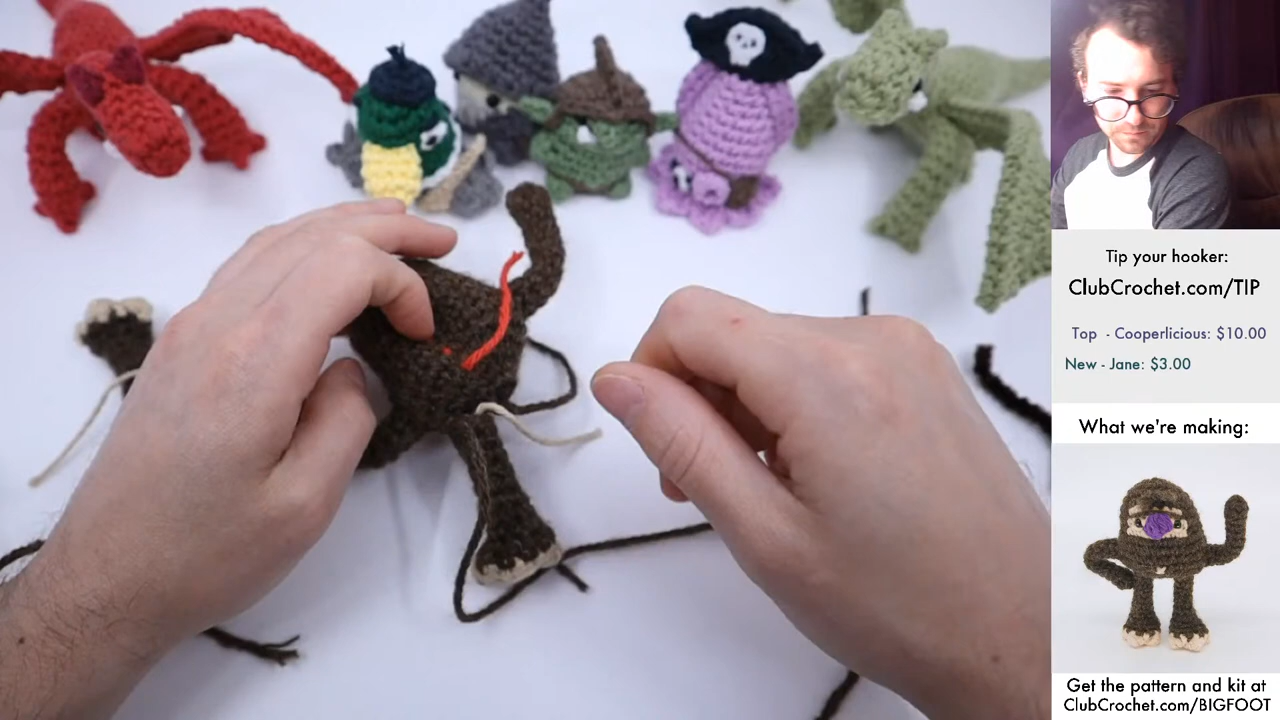 Tip your hooker:
ClubCrochet.com/TIP
Top - Cooperlicious: $10.00
New - Jane: $3.00
What we're making:
Get the pattern and kit at
ClubCrochet.com/BIGFOOT